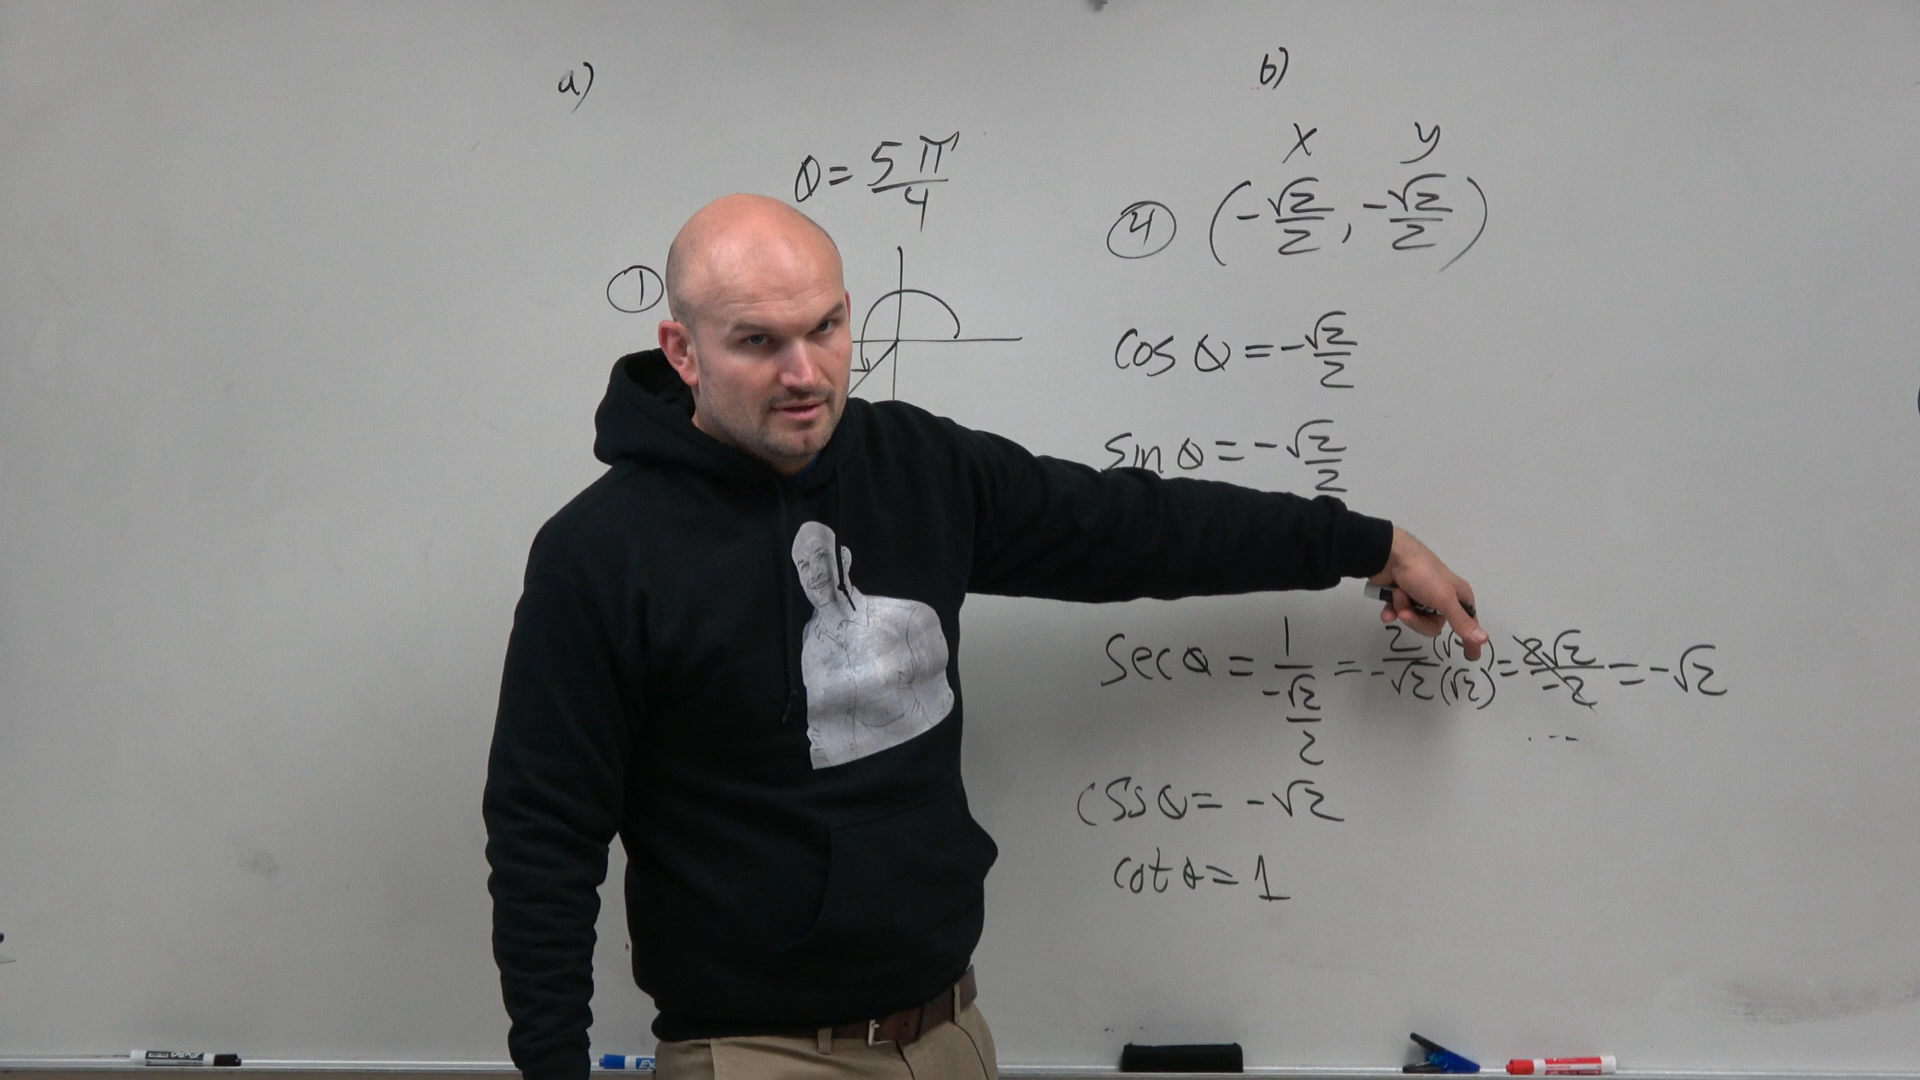 a)
θ = 5π/4
①
b)
x y
④ (-√2/2, -√2/2)
cos θ = -√2/2
sin θ = -√2/2
sec θ = 1/(-√2/2) = 2/-√2 (√2) = 2√2/-2 = -√2
...
csc θ = -√2
cot θ = 1